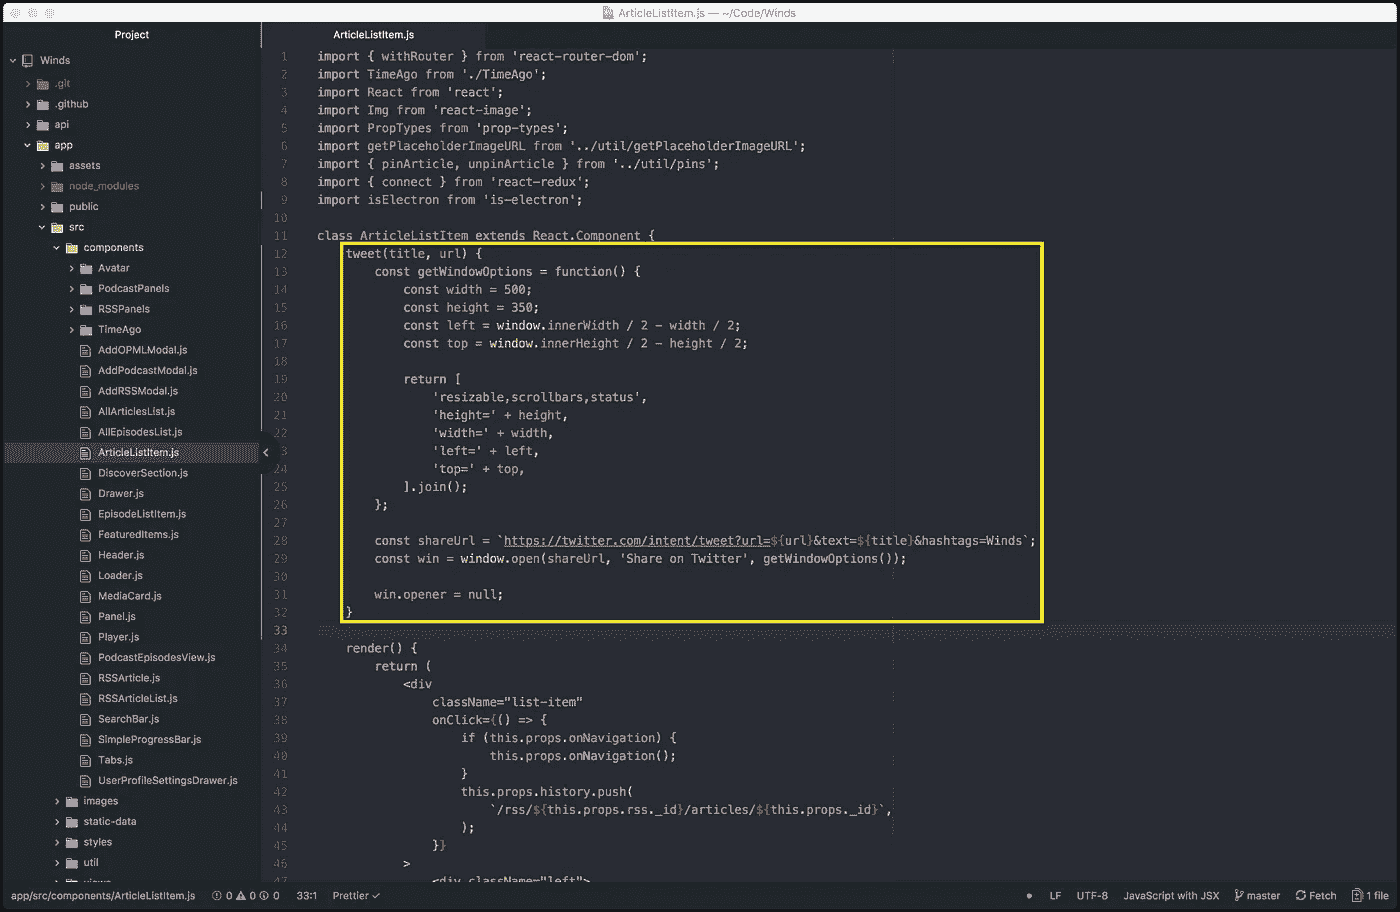 ArticleListItem.js — ~/Code/Winds
Project
Winds
.git
.github
api
app
assets
node_modules
public
src
components
Avatar
PodcastPanels
RSSPanels
TimeAgo
AddOPMLModal.js
AddPodcastModal.js
AddRSSModal.js
AllArticlesList.js
AllEpisodesList.js
ArticleListItem.js
DiscoverSection.js
Drawer.js
EpisodeListItem.js
FeaturedItems.js
Header.js
Loader.js
MediaCard.js
Panel.js
Player.js
PodcastEpisodesView.js
RSSArticle.js
RSSArticleList.js
SearchBar.js
SimpleProgressBar.js
Tabs.js
UserProfileSettingsDrawer.js
images
static-data
styles
util
views
ArticleListItem.js
1 import { withRouter } from 'react-router-dom';
2 import TimeAgo from './TimeAgo';
3 import React from 'react';
4 import Img from 'react-image';
5 import PropTypes from 'prop-types';
6 import getPlaceholderImageURL from '../util/getPlaceholderImageURL';
7 import { pinArticle, unpinArticle } from '../util/pins';
8 import { connect } from 'react-redux';
9 import isElectron from 'is-electron';
10
11 class ArticleListItem extends React.Component {
12 tweet(title, url) {
13 const getWindowOptions = function() {
14 const width = 500;
15 const height = 350;
16 const left = window.innerWidth / 2 - width / 2;
17 const top = window.innerHeight / 2 - height / 2;
18
19 return [
20 'resizable,scrollbars,status',
21 'height=' + height,
22 'width=' + width,
3 'left=' + left,
24 'top=' + top,
25 ].join();
26 };
27
28 const shareUrl = `https://twitter.com/intent/tweet?url=${url}&text=${title}&hashtags=Winds`;
29 const win = window.open(shareUrl, 'Share on Twitter', getWindowOptions());
30
31 win.opener = null;
32 }
33
34 render() {
35 return (
36 <div
37 className="list-item"
38 onClick={() => {
39 if (this.props.onNavigation) {
40 this.props.onNavigation();
41 }
42 this.props.history.push(
43 `/rss/${this.props.rss._id}/articles/${this.props._id}`,
44 );
45 }}
46 >
47 <div className="left">
app/src/components/ArticleListItem.js 0 0 0 33:1 Prettier ✓
LF UTF-8 JavaScript with JSX master Fetch 1 file